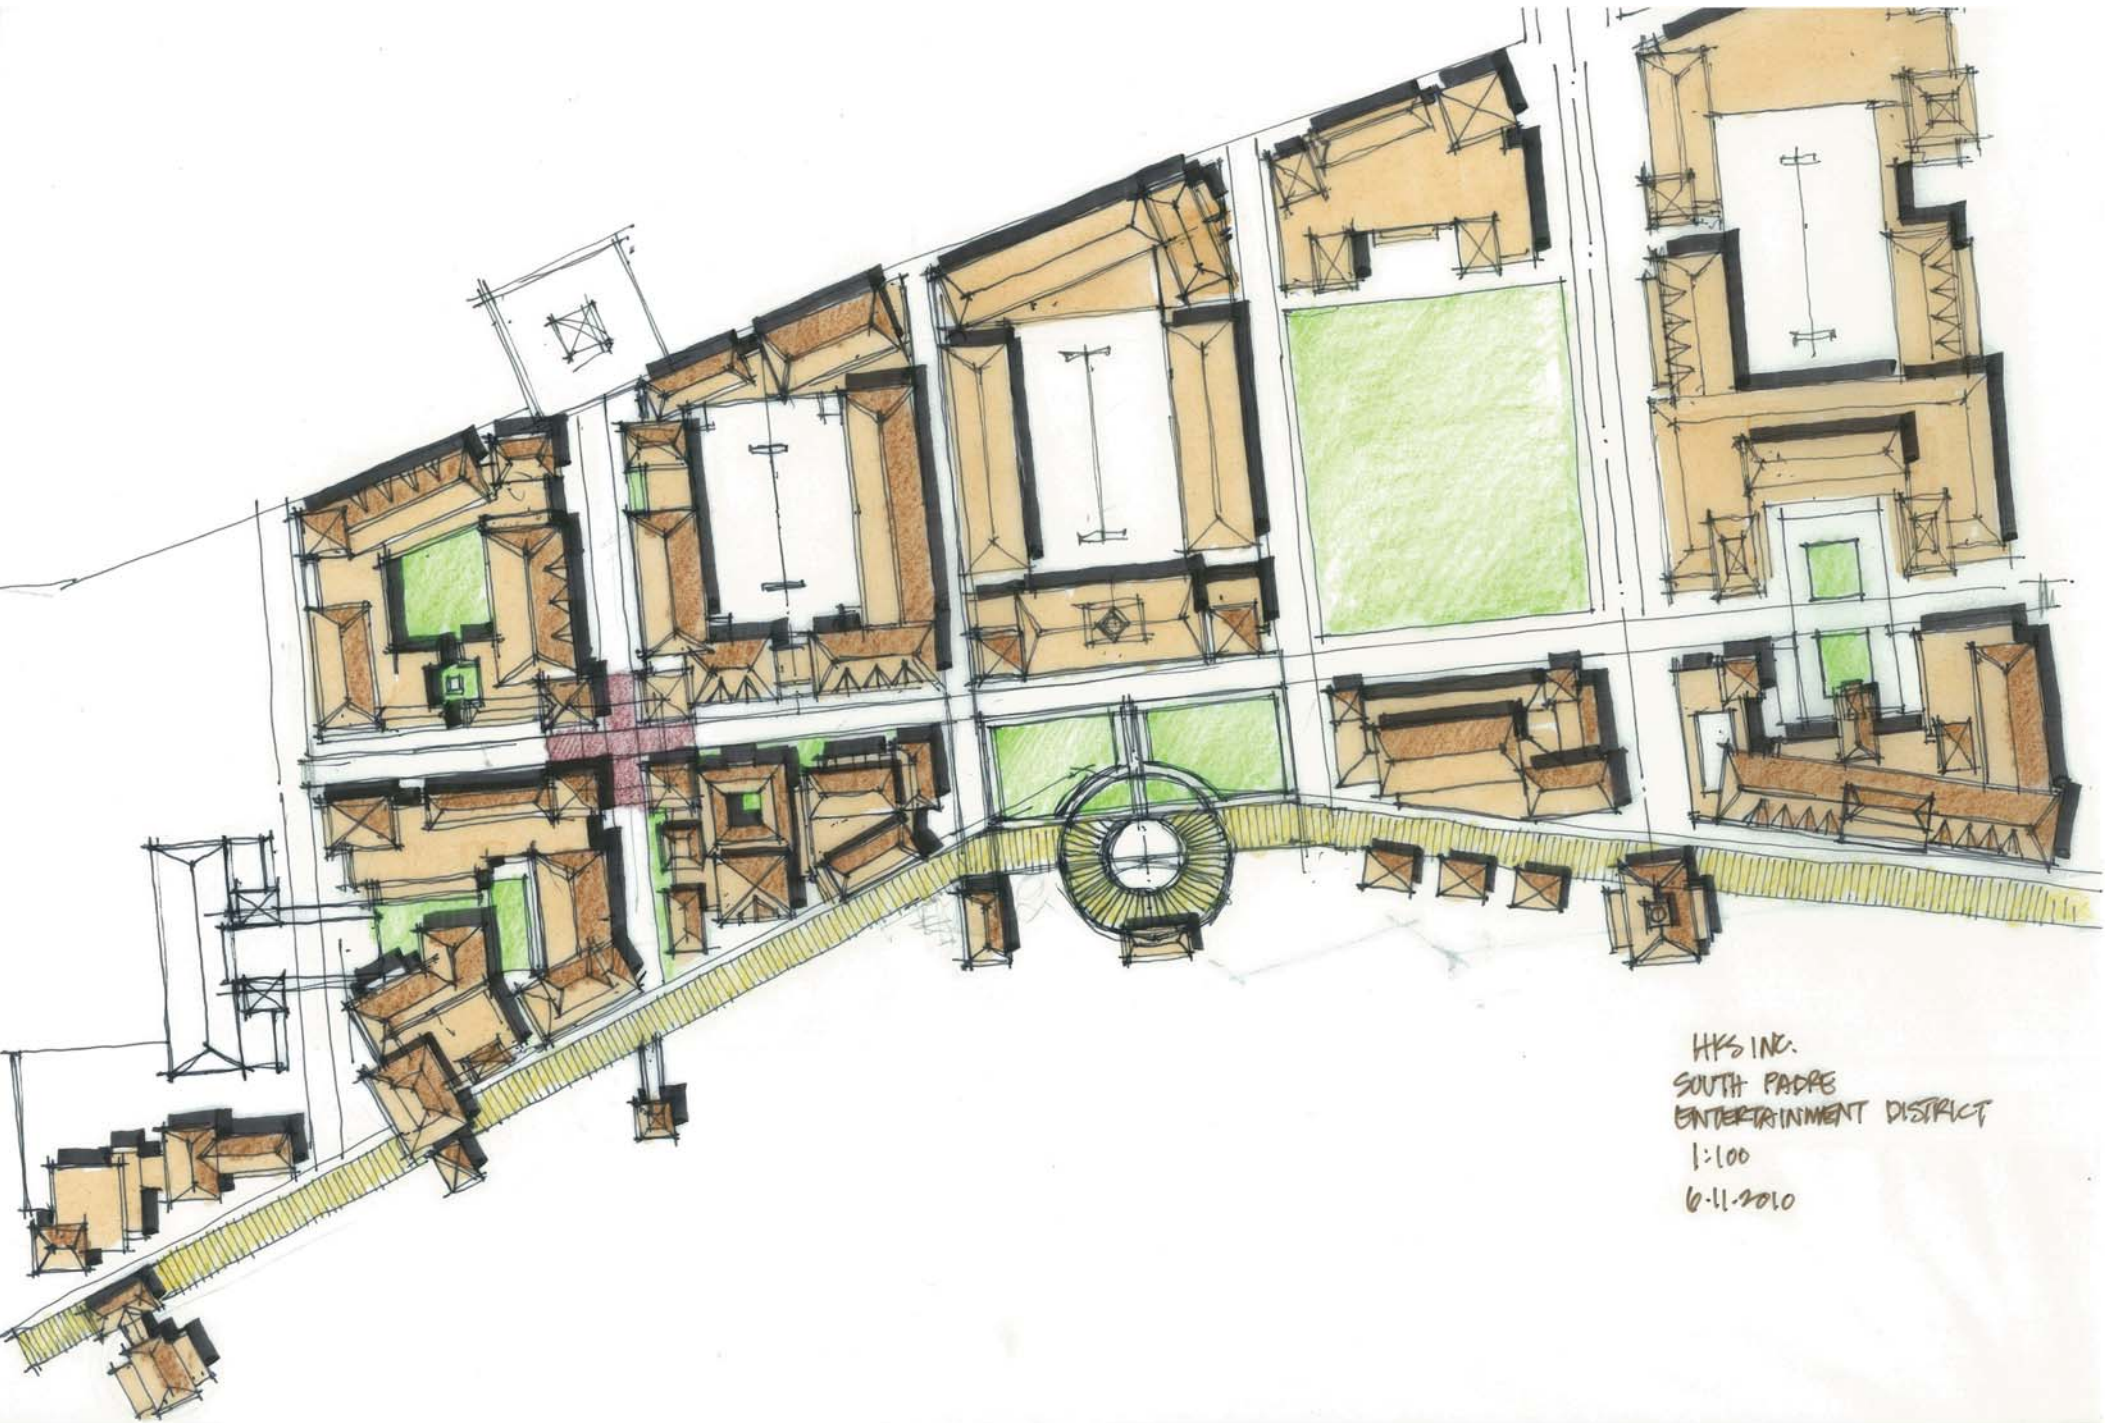 HKS INC.
SOUTH PADRE
ENTERTAINMENT DISTRICT
1:100
6.11.2010